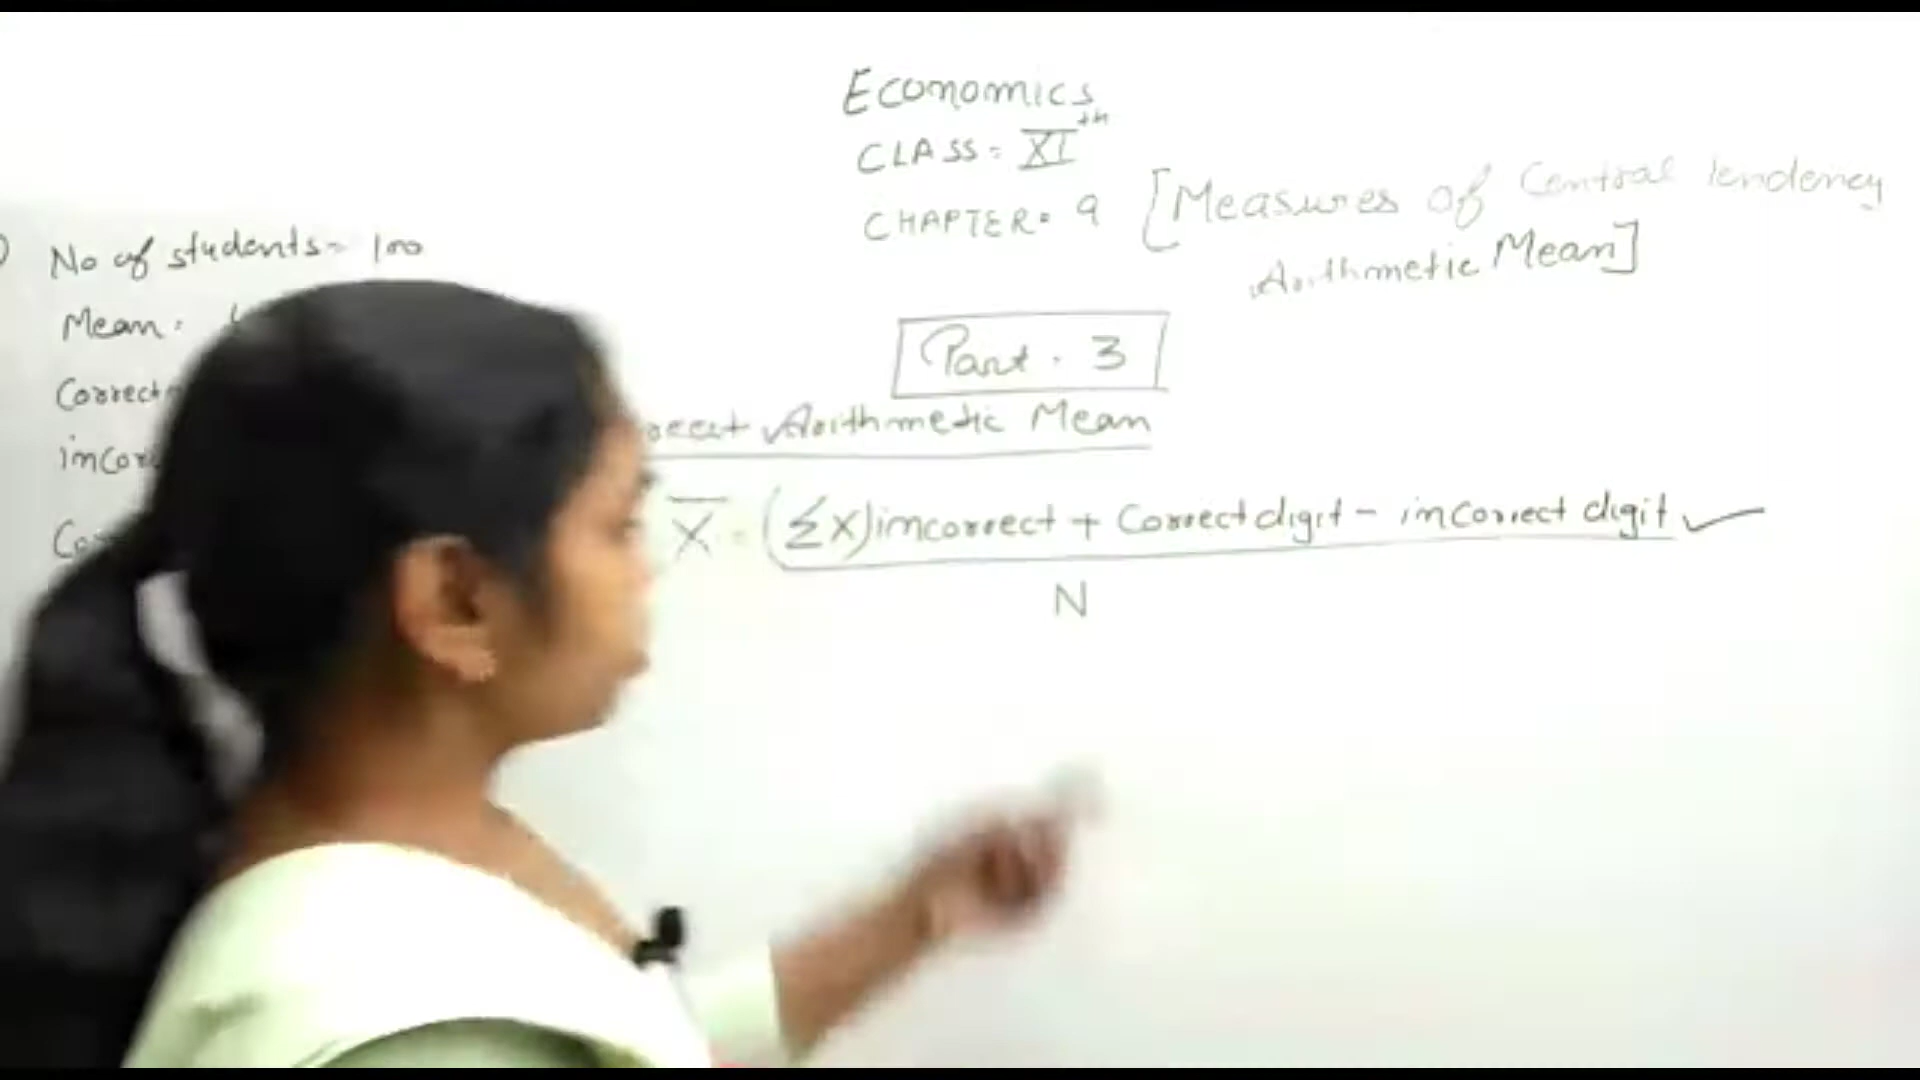 Economics
CLASS = XIth
CHAPTER = 9 [Measures of Central tendency
Arithmetic Mean]
Part. 3
Arithmetic Mean
X̄ = (ΣX)incorrect + Correct digit - incorrect digit ✓
N
No of students = 100
Mean =